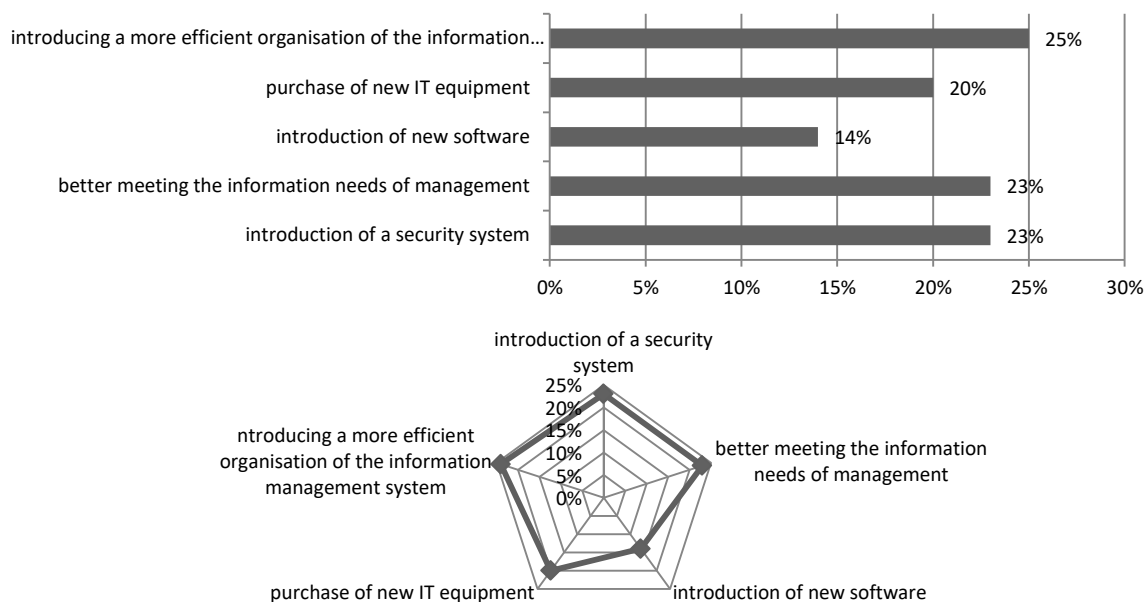 introducing a more efficient organisation of the information...
25%
purchase of new IT equipment
20%
introduction of new software
14%
better meeting the information needs of management
23%
introduction of a security system
23%
0% 5% 10% 15% 20% 25% 30%
introduction of a security
system
25%
20%
15%
10%
5%
0%
better meeting the information
needs of management
introduction of new software
purchase of new IT equipment
ntroducing a more efficient
organisation of the information
management system